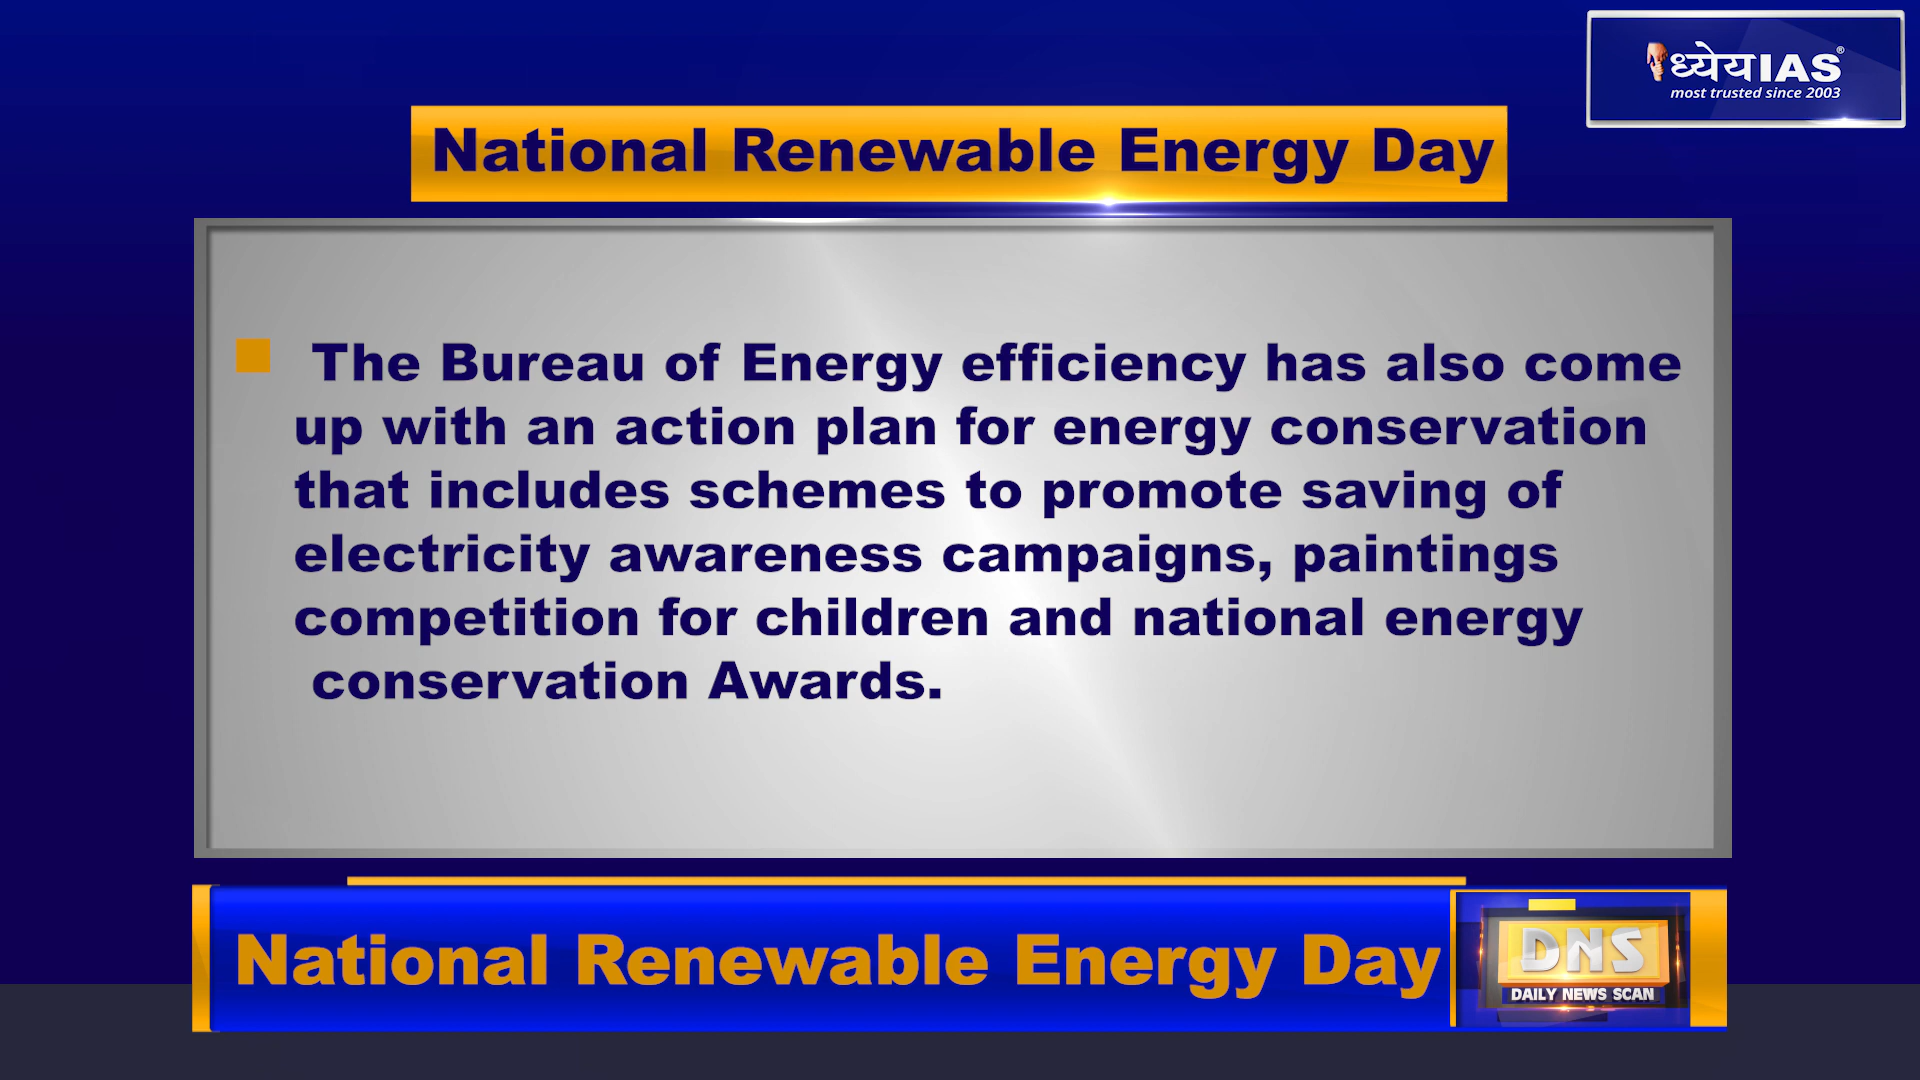 ध्येयIAS®
most trusted since 2003
National Renewable Energy Day
The Bureau of Energy efficiency has also come
up with an action plan for energy conservation
that includes schemes to promote saving of
electricity awareness campaigns, paintings
competition for children and national energy
conservation Awards.
National Renewable Energy Day
DNS
DAILY NEWS SCAN